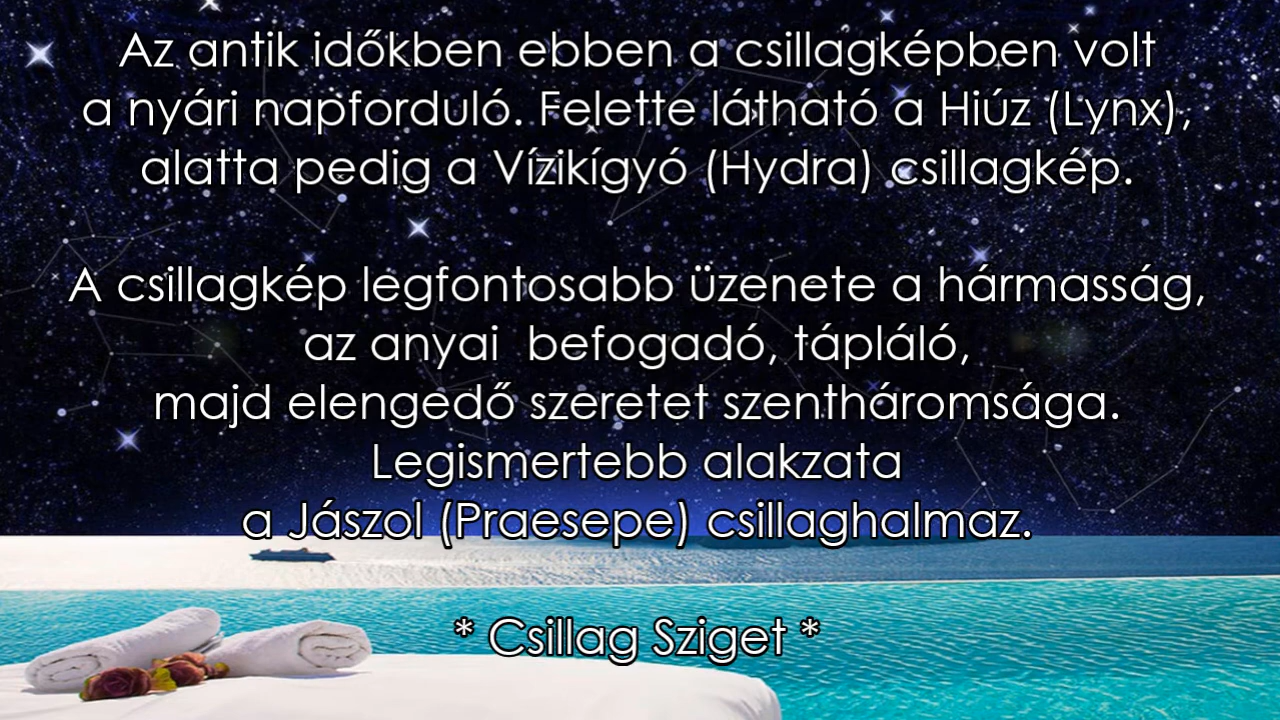 Az antik időkben ebben a csillagképben volt
a nyári napforduló. Felette látható a Hiúz (Lynx),
alatta pedig a Vízikígyó (Hydra) csillagkép.
A csillagkép legfontosabb üzenete a hármasság,
az anyai  befogadó, tápláló,
majd elengedő szeretet szentháromsága.
Legismertebb alakzata
a Jászol (Praesepe) csillaghalmaz.
* Csillag Sziget *